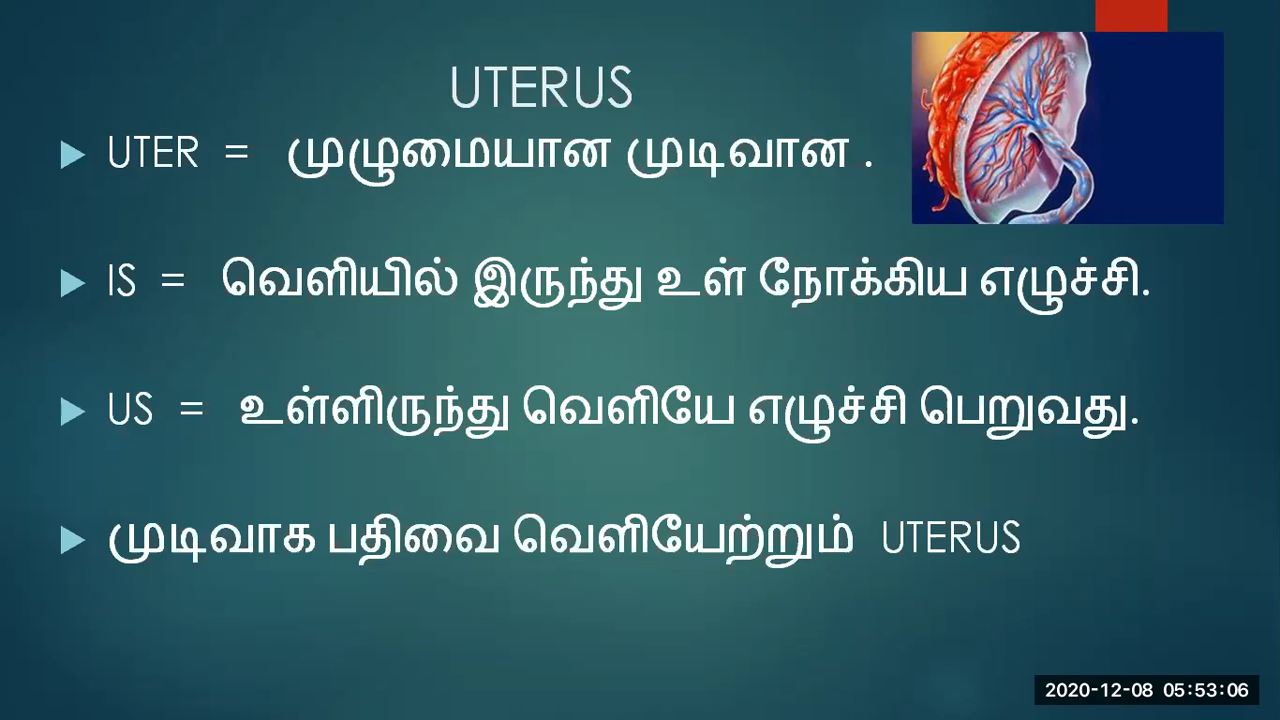 UTERUS
UTER = முழுமையான முடிவான .
IS = வெளியில் இருந்து உள் நோக்கிய எழுச்சி.
US = உள்ளிருந்து வெளியே எழுச்சி பெறுவது.
முடிவாக பதிவை வெளியேற்றும் UTERUS
2020-12-08 05:53:06